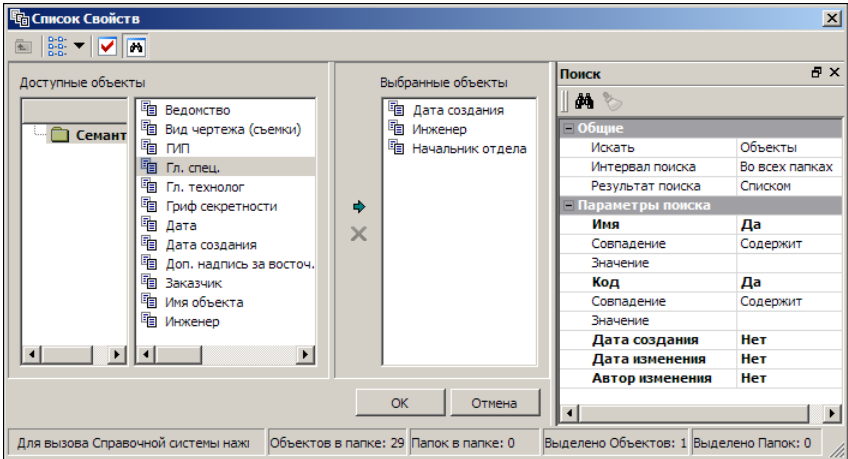 Список Свойств
Доступные объекты
Семант
Ведомство
Вид чертежа (съемки)
ГИП
Гл. спец.
Гл. технолог
Гриф секретности
Дата
Дата создания
Доп. надпись за восточ.
Заказчик
Имя объекта
Инженер
Выбранные объекты
Дата создания
Инженер
Начальник отдела
ОК
Отмена
Поиск
Общие
Искать Объекты
Интервал поиска Во всех папках
Результат поиска Списком
Параметры поиска
Имя Да
Совпадение Содержит
Значение
Код Да
Совпадение Содержит
Значение
Дата создания Нет
Дата изменения Нет
Автор изменения Нет
Для вызова Справочной системы нажи Объектов в папке: 29 Папок в папке: 0 Выделено Объектов: 1 Выделено Папок: 0